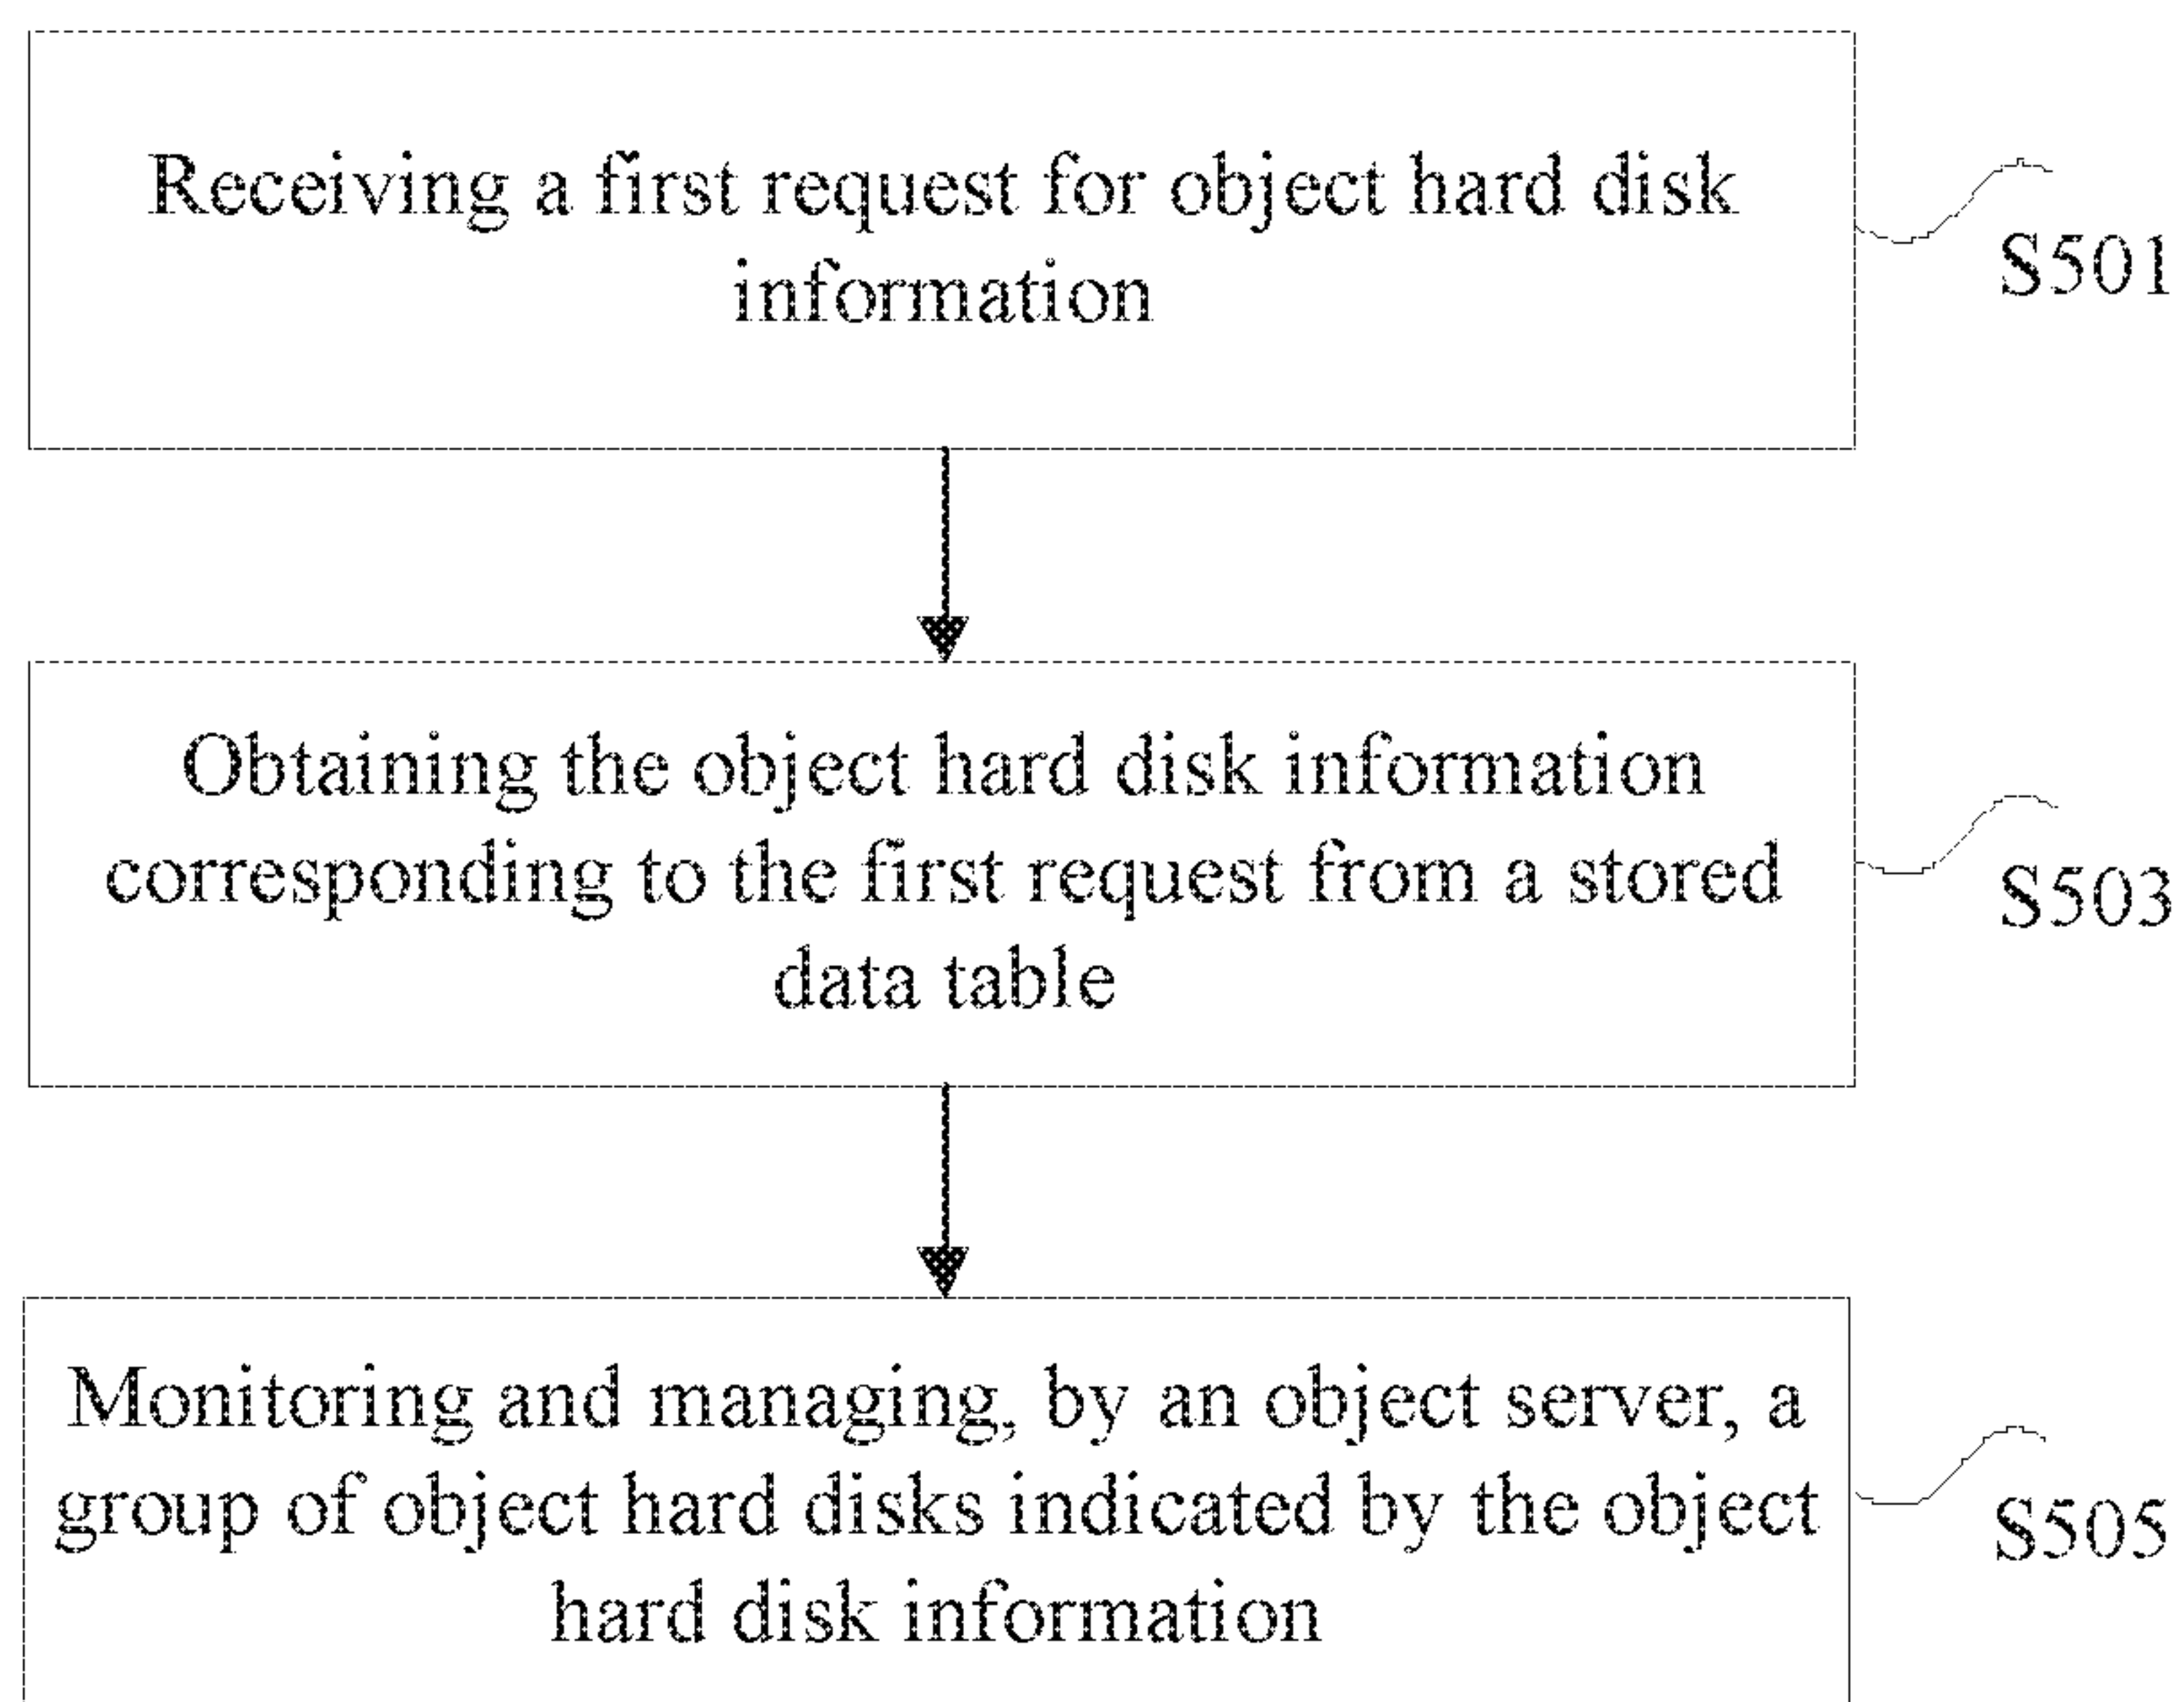 Receiving a first request for object hard disk
information
S501
Obtaining the object hard disk information
corresponding to the first request from a stored
data table
S503
Monitoring and managing, by an object server, a
group of object hard disks indicated by the object
hard disk information
S505